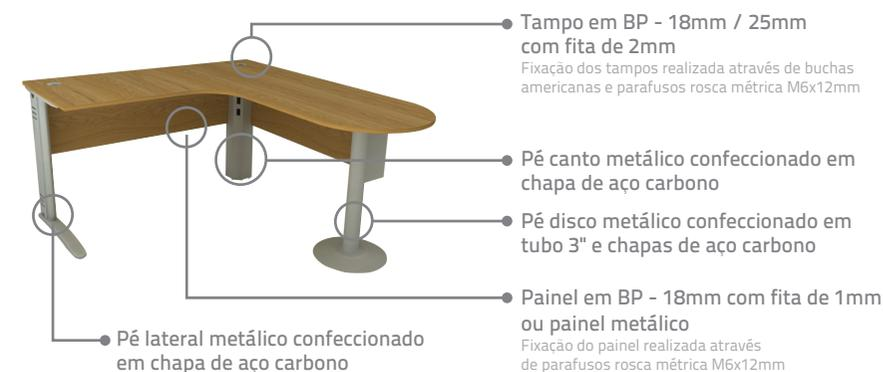 Tampo em BP - 18mm / 25mm
com fita de 2mm
Fixação dos tampos realizada através de buchas
americanas e parafusos rosca métrica M6x12mm
Pé canto metálico confeccionado em
chapa de aço carbono
Pé disco metálico confeccionado em
tubo 3" e chapas de aço carbono
Painel em BP - 18mm com fita de 1mm
ou painel metálico
Fixação do painel realizada através
de parafusos rosca métrica M6x12mm
Pé lateral metálico confeccionado
em chapa de aço carbono